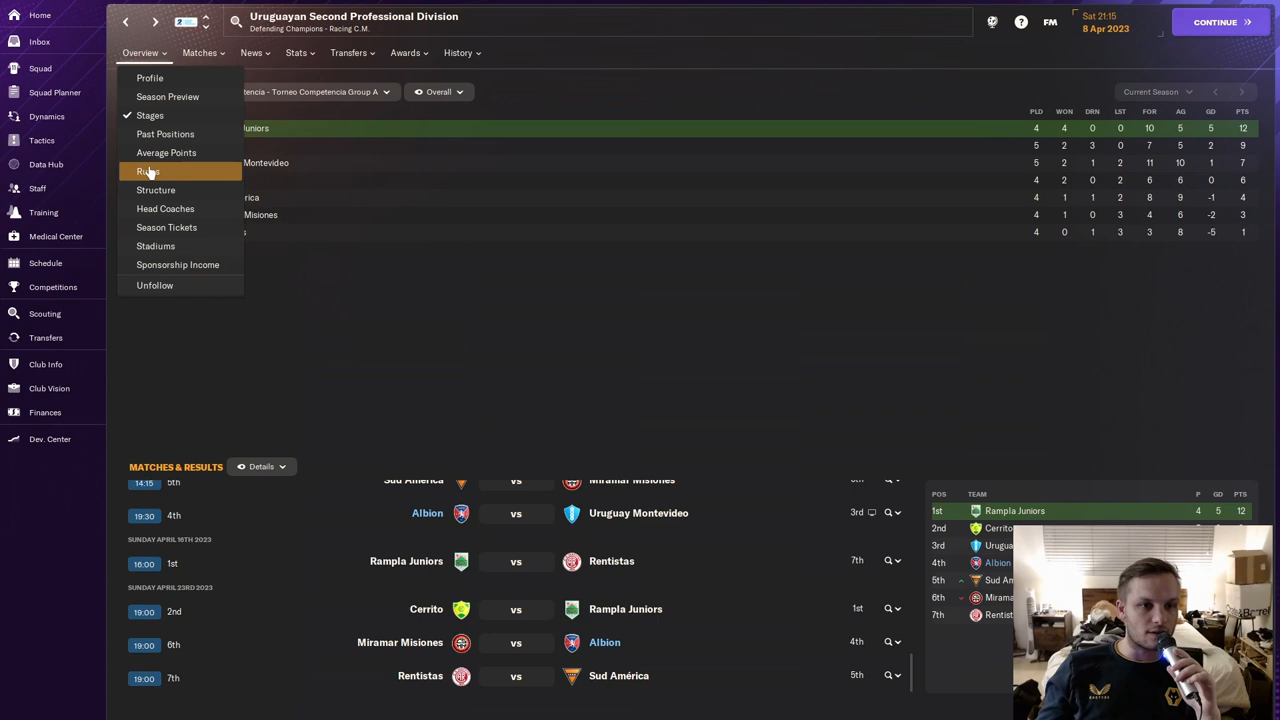 Home
Inbox
Squad
Squad Planner
Dynamics
Tactics
Data Hub
Staff
Training
Medical Center
Schedule
Competitions
Scouting
Transfers
Club Info
Club Vision
Finances
Dev. Center
Uruguayan Second Professional Division
Defending Champions - Racing C.M.
FM
Sat 21:15
8 Apr 2023
CONTINUE
Overview Matches News Stats Transfers Awards History
Profile
Season Preview
Stages
Past Positions
Average Points
Rules
Structure
Head Coaches
Season Tickets
Stadiums
Sponsorship Income
Unfollow
tencia - Torneo Competencia Group A Overall Current Season
PLD WON DRN LST FOR AG GD PTS
Juniors 4 4 0 0 10 5 5 12
5 2 3 0 7 5 2 9
Montevideo 5 2 1 2 11 10 1 7
4 2 0 2 6 6 0 6
rica 4 1 1 2 8 9 -1 4
Misiones 4 1 0 3 4 6 -2 3
s 4 0 1 3 3 8 -5 1
MATCHES & RESULTS Details
14:15 5th Sud América vs Miramar Misiones 6th
19:30 4th Albion vs Uruguay Montevideo 3rd
SUNDAY APRIL 16TH 2023
16:00 1st Rampla Juniors vs Rentistas 7th
SUNDAY APRIL 23RD 2023
19:00 2nd Cerrito vs Rampla Juniors 1st
19:00 6th Miramar Misiones vs Albion 4th
19:00 7th Rentistas vs Sud América 5th
POS TEAM P GD PTS
1st Rampla Juniors 4 5 12
2nd Cerrito
3rd Urugua
4th Albion
5th Sud Am
6th Mirama
7th Rentist